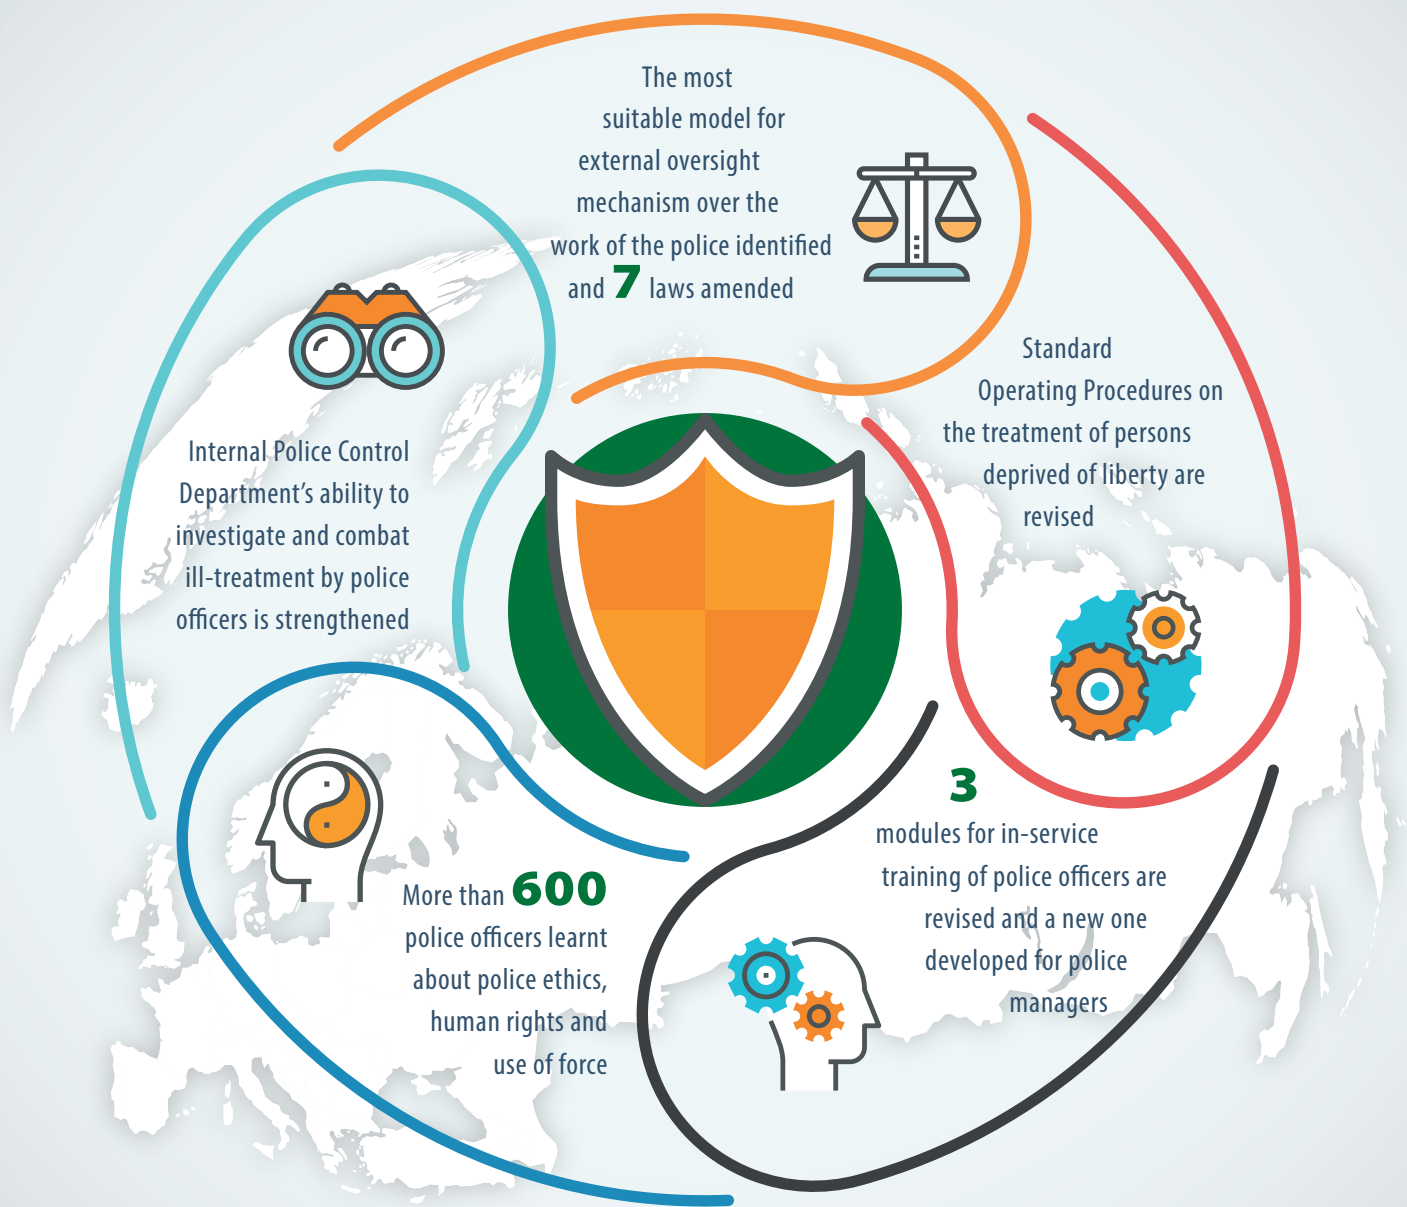 The most
suitable model for
external oversight
mechanism over the
work of the police identified
and 7 laws amended
Standard
Operating Procedures on
the treatment of persons
deprived of liberty are
revised
Internal Police Control
Department’s ability to
investigate and combat
ill-treatment by police
officers is strengthened
3
modules for in-service
training of police officers are
revised and a new one
developed for police
managers
More than 600
police officers learnt
about police ethics,
human rights and
use of force